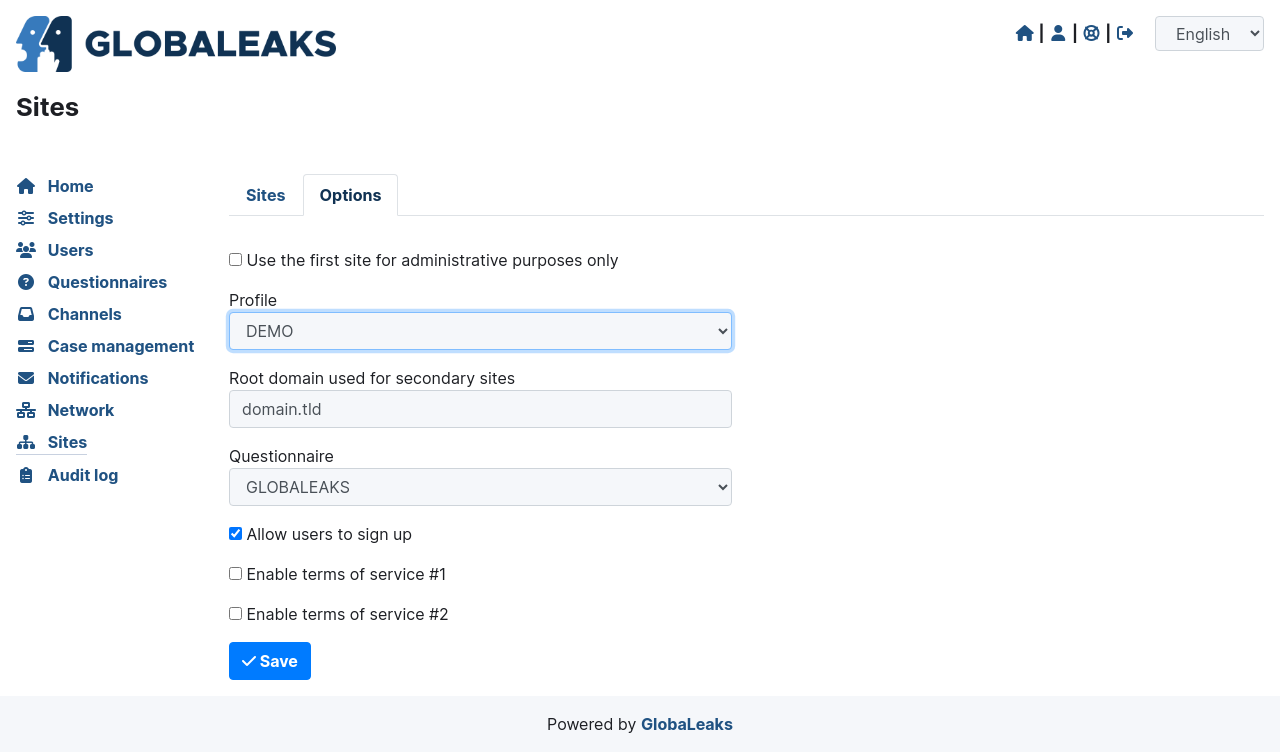 GLOBALEAKS
| | |
English
Sites
Home
Settings
Users
Questionnaires
Channels
Case management
Notifications
Network
Sites
Audit log
Sites
Options
Use the first site for administrative purposes only
Profile
DEMO
Root domain used for secondary sites
domain.tld
Questionnaire
GLOBALEAKS
Allow users to sign up
Enable terms of service #1
Enable terms of service #2
Save
Powered by GlobaLeaks